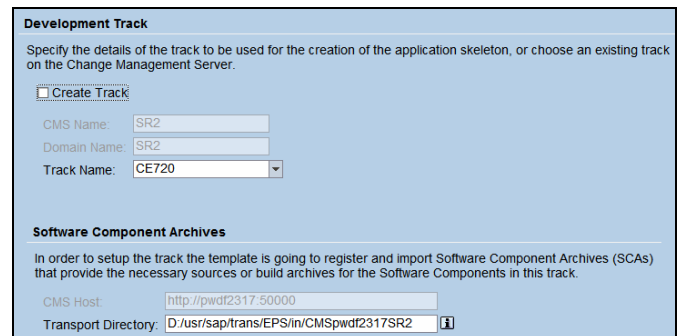 Development Track
Specify the details of the track to be used for the creation of the application skeleton, or choose an existing track
on the Change Management Server.
Create Track
CMS Name: SR2
Domain Name: SR2
Track Name: CE720
Software Component Archives
In order to setup the track the template is going to register and import Software Component Archives (SCAs)
that provide the necessary sources or build archives for the Software Components in this track.
CMS Host: http://pwdf2317:50000
Transport Directory: D:/usr/sap/trans/EPS/in/CMSpwdf2317SR2